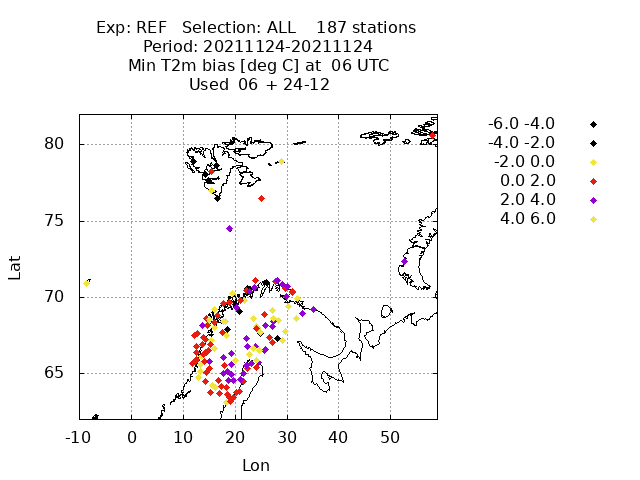 Exp: REF   Selection: ALL    187 stations
Period: 20211124-20211124
Min T2m bias [deg C] at  06 UTC
Used  06 + 24-12
-6.0 -4.0
-4.0 -2.0
-2.0 0.0
0.0 2.0
2.0 4.0
4.0 6.0
80
75
70
65
Lat
-10 0 10 20 30 40 50
Lon